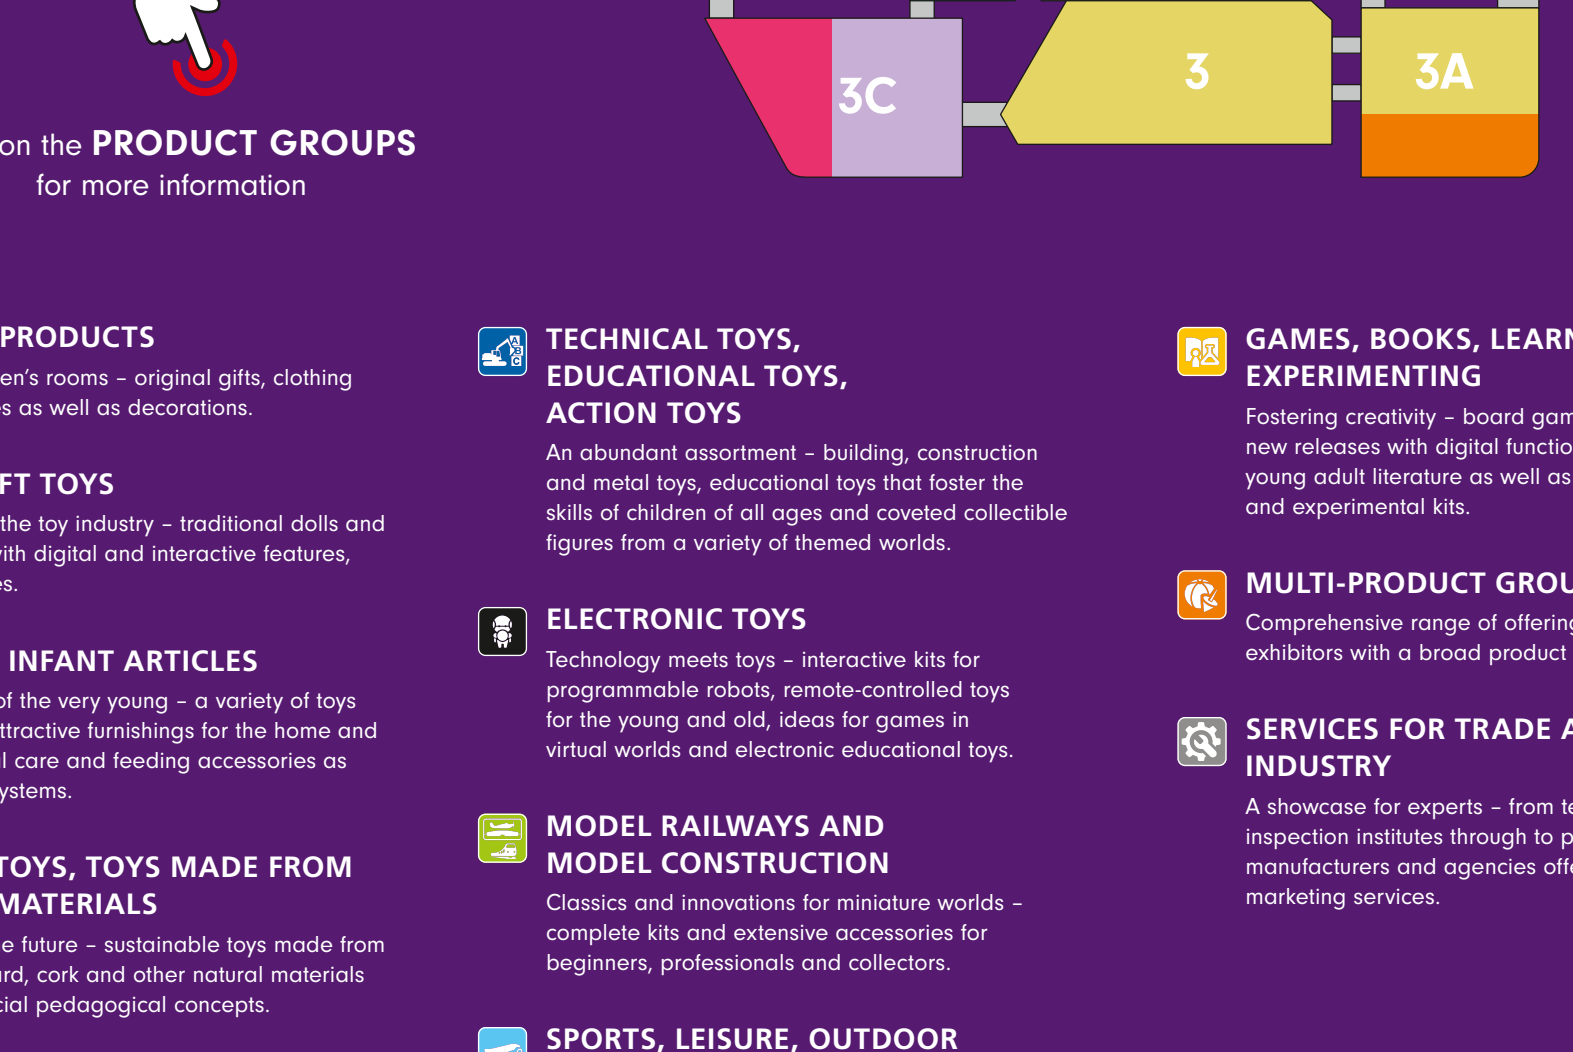 3C
3
3A
on the PRODUCT GROUPS
for more information
PRODUCTS
en’s rooms – original gifts, clothing
es as well as decorations.
FT TOYS
the toy industry – traditional dolls and
with digital and interactive features,
es.
INFANT ARTICLES
of the very young – a variety of toys
ttractive furnishings for the home and
l care and feeding accessories as
ystems.
TOYS, TOYS MADE FROM
MATERIALS
e future – sustainable toys made from
ard, cork and other natural materials
cial pedagogical concepts.
TECHNICAL TOYS,
EDUCATIONAL TOYS,
ACTION TOYS
An abundant assortment – building, construction
and metal toys, educational toys that foster the
skills of children of all ages and coveted collectible
figures from a variety of themed worlds.
ELECTRONIC TOYS
Technology meets toys – interactive kits for
programmable robots, remote-controlled toys
for the young and old, ideas for games in
virtual worlds and electronic educational toys.
MODEL RAILWAYS AND
MODEL CONSTRUCTION
Classics and innovations for miniature worlds –
complete kits and extensive accessories for
beginners, professionals and collectors.
SPORTS, LEISURE, OUTDOOR
GAMES, BOOKS, LEARN
EXPERIMENTING
Fostering creativity – board gam
new releases with digital functio
young adult literature as well as
and experimental kits.
MULTI-PRODUCT GROU
Comprehensive range of offering
exhibitors with a broad product
SERVICES FOR TRADE A
INDUSTRY
A showcase for experts – from te
inspection institutes through to p
manufacturers and agencies offe
marketing services.